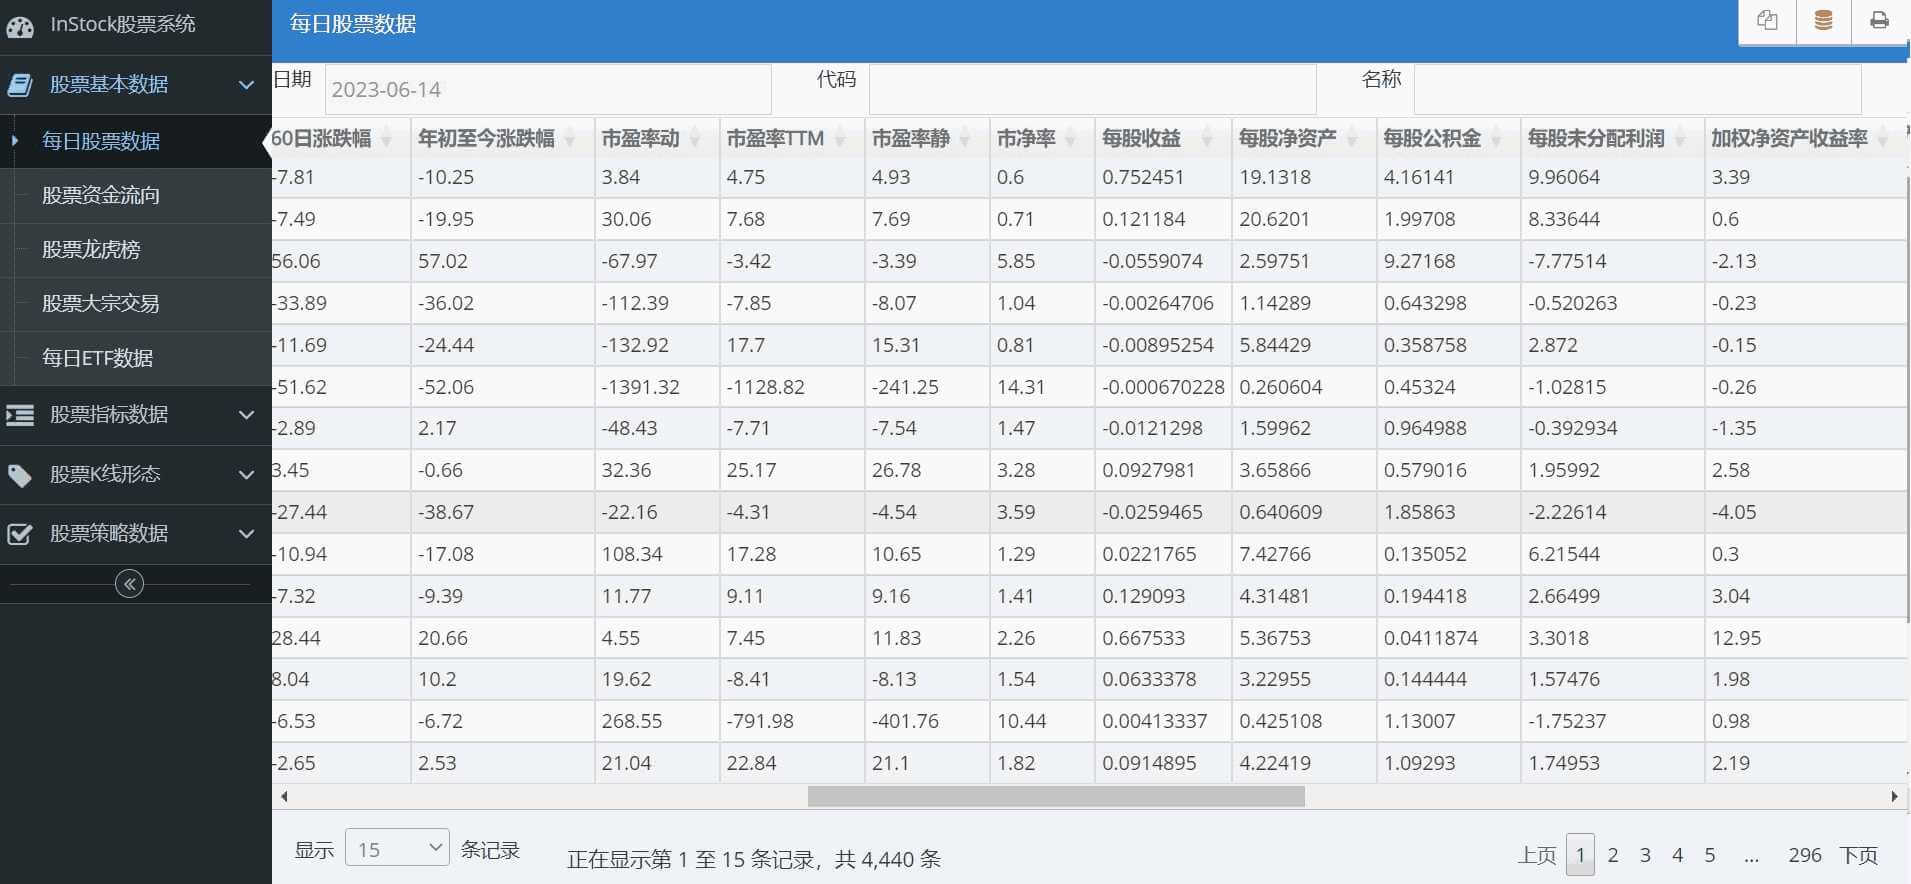 InStock股票系统
股票基本数据
每日股票数据
股票资金流向
股票龙虎榜
股票大宗交易
每日ETF数据
股票指标数据
股票K线形态
股票策略数据
每日股票数据
日期 2023-06-14 代码 名称
60日涨跌幅 年初至今涨跌幅 市盈率动 市盈率TTM 市盈率静 市净率 每股收益 每股净资产 每股公积金 每股未分配利润 加权净资产收益率
-7.81 -10.25 3.84 4.75 4.93 0.6 0.752451 19.1318 4.16141 9.96064 3.39
-7.49 -19.95 30.06 7.68 7.69 0.71 0.121184 20.6201 1.99708 8.33644 0.6
56.06 57.02 -67.97 -3.42 -3.39 5.85 -0.0559074 2.59751 9.27168 -7.77514 -2.13
-33.89 -36.02 -112.39 -7.85 -8.07 1.04 -0.00264706 1.14289 0.643298 -0.520263 -0.23
-11.69 -24.44 -132.92 17.7 15.31 0.81 -0.00895254 5.84429 0.358758 2.872 -0.15
-51.62 -52.06 -1391.32 -1128.82 -241.25 14.31 -0.000670228 0.260604 0.45324 -1.02815 -0.26
-2.89 2.17 -48.43 -7.71 -7.54 1.47 -0.0121298 1.59962 0.964988 -0.392934 -1.35
3.45 -0.66 32.36 25.17 26.78 3.28 0.0927981 3.65866 0.579016 1.95992 2.58
-27.44 -38.67 -22.16 -4.31 -4.54 3.59 -0.0259465 0.640609 1.85863 -2.22614 -4.05
-10.94 -17.08 108.34 17.28 10.65 1.29 0.0221765 7.42766 0.135052 6.21544 0.3
-7.32 -9.39 11.77 9.11 9.16 1.41 0.129093 4.31481 0.194418 2.66499 3.04
28.44 20.66 4.55 7.45 11.83 2.26 0.667533 5.36753 0.0411874 3.3018 12.95
8.04 10.2 19.62 -8.41 -8.13 1.54 0.0633378 3.22955 0.144444 1.57476 1.98
-6.53 -6.72 268.55 -791.98 -401.76 10.44 0.00413337 0.425108 1.13007 -1.75237 0.98
-2.65 2.53 21.04 22.84 21.1 1.82 0.0914895 4.22419 1.09293 1.74953 2.19
显示 15 条记录 正在显示第 1 至 15 条记录，共 4,440 条 上页 1 2 3 4 5 ... 296 下页